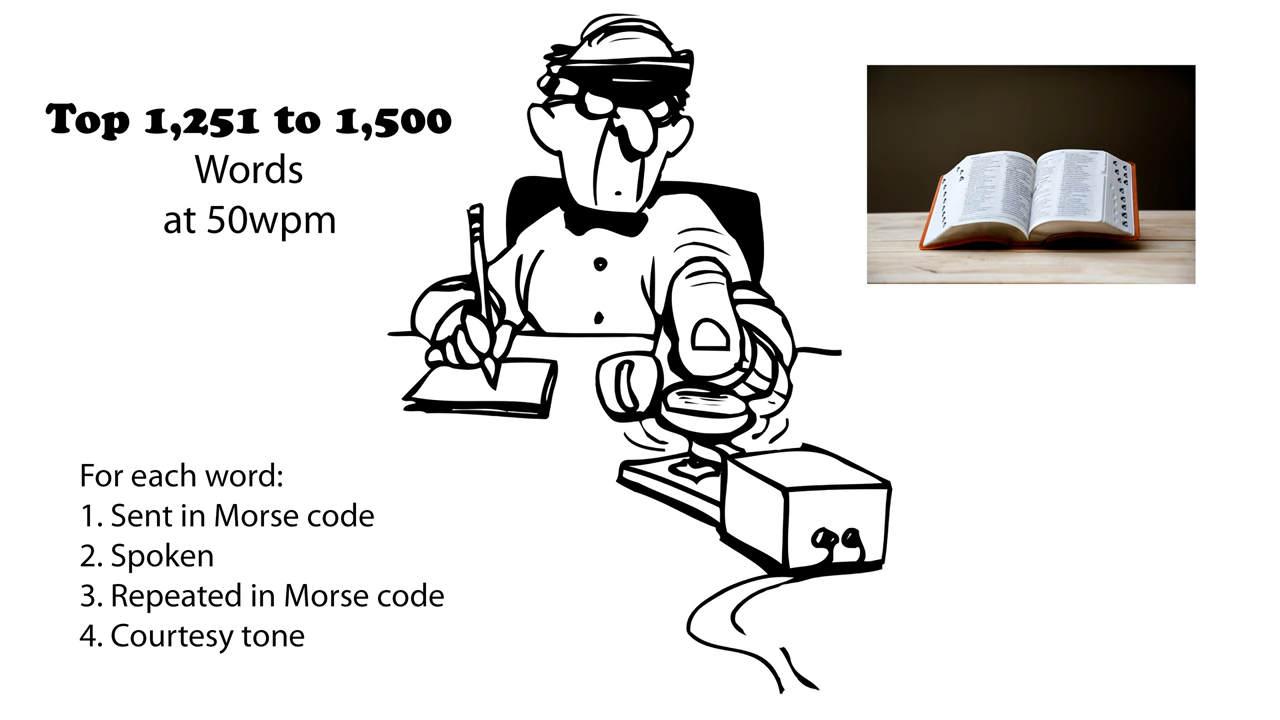 Top 1,251 to 1,500
Words
at 50wpm
For each word:
1. Sent in Morse code
2. Spoken
3. Repeated in Morse code
4. Courtesy tone